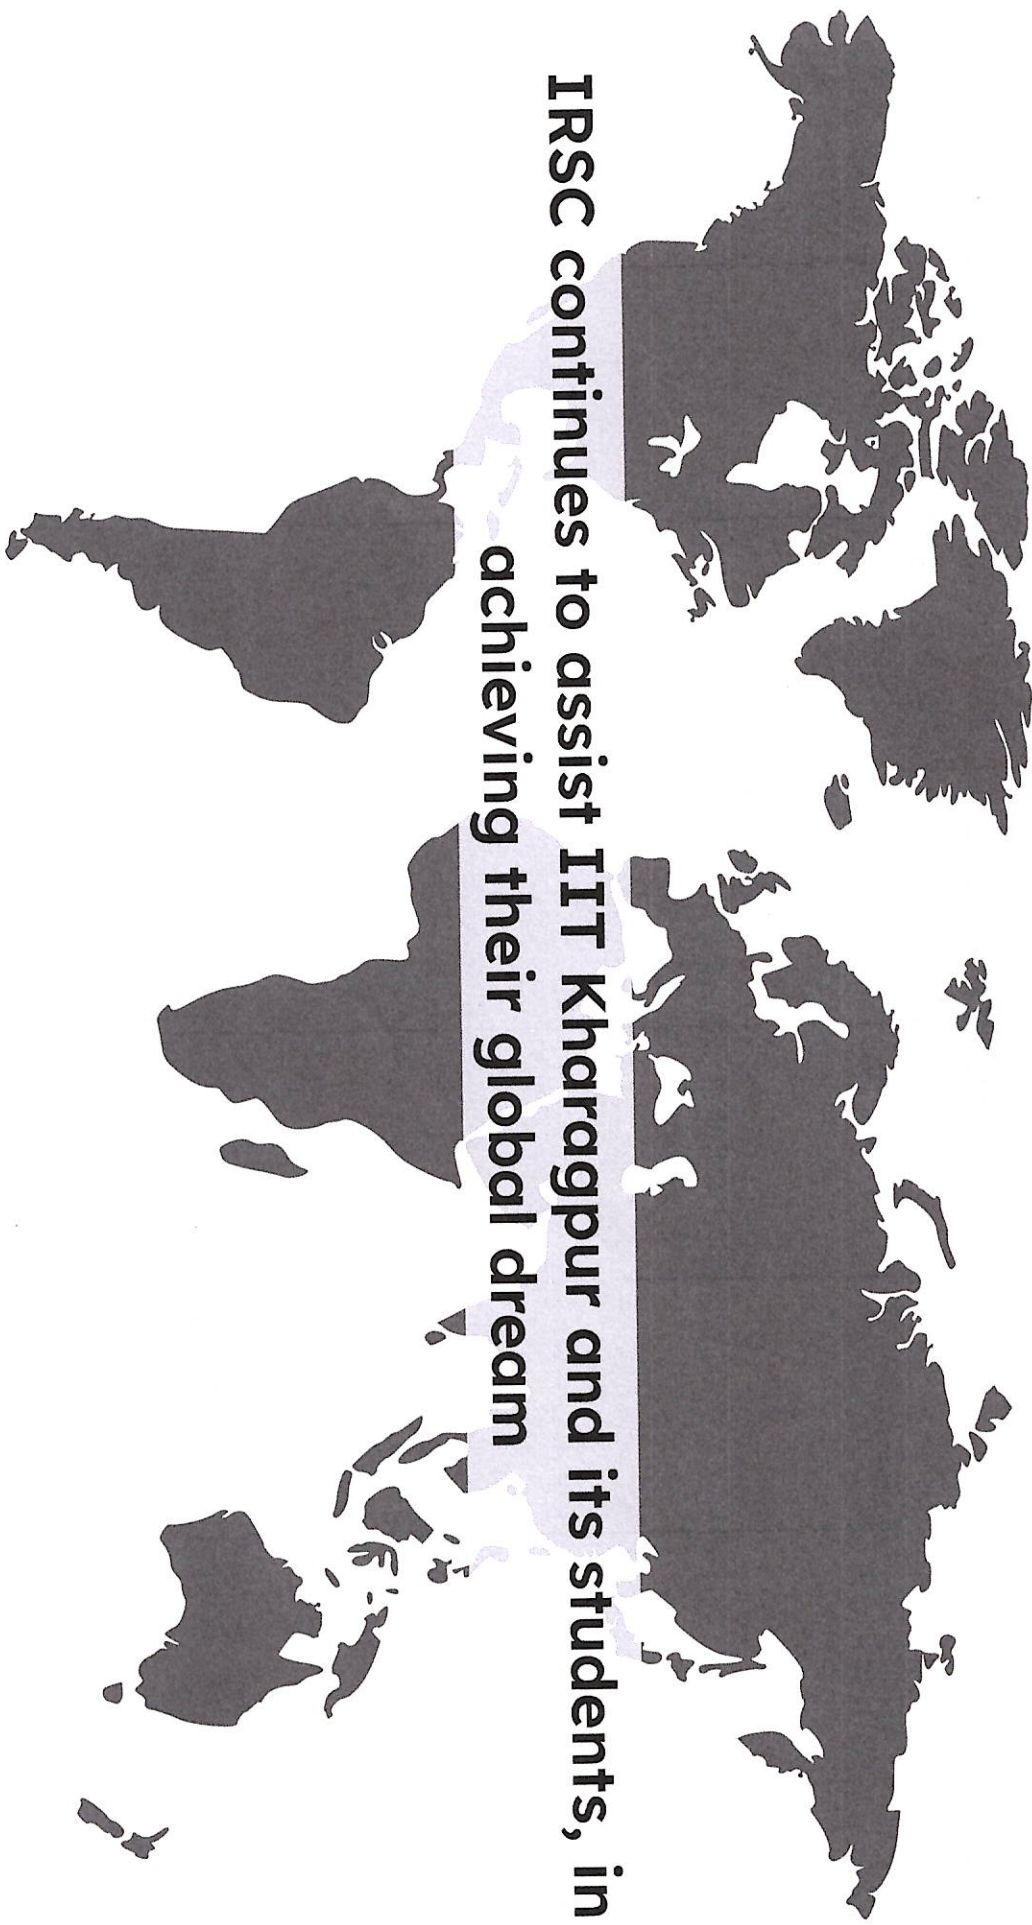 IRSC continues to assist IIT Kharagpur and its students, in
achieving their global dream